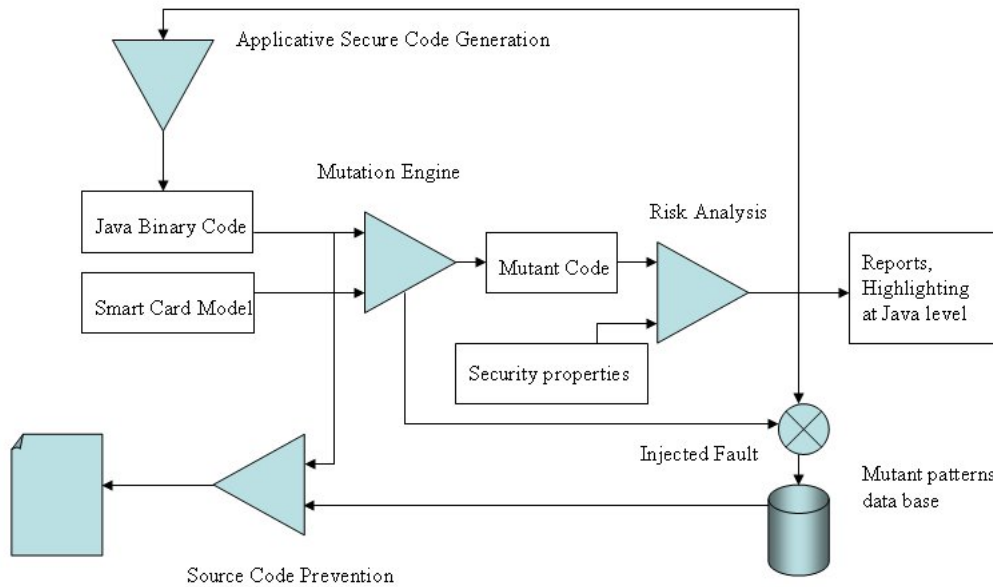 Applicative Secure Code Generation
Mutation Engine
Risk Analysis
Java Binary Code
Mutant Code
Reports,
Highlighting
at Java level
Smart Card Model
Security properties
Injected Fault
Mutant patterns
data base
Source Code Prevention